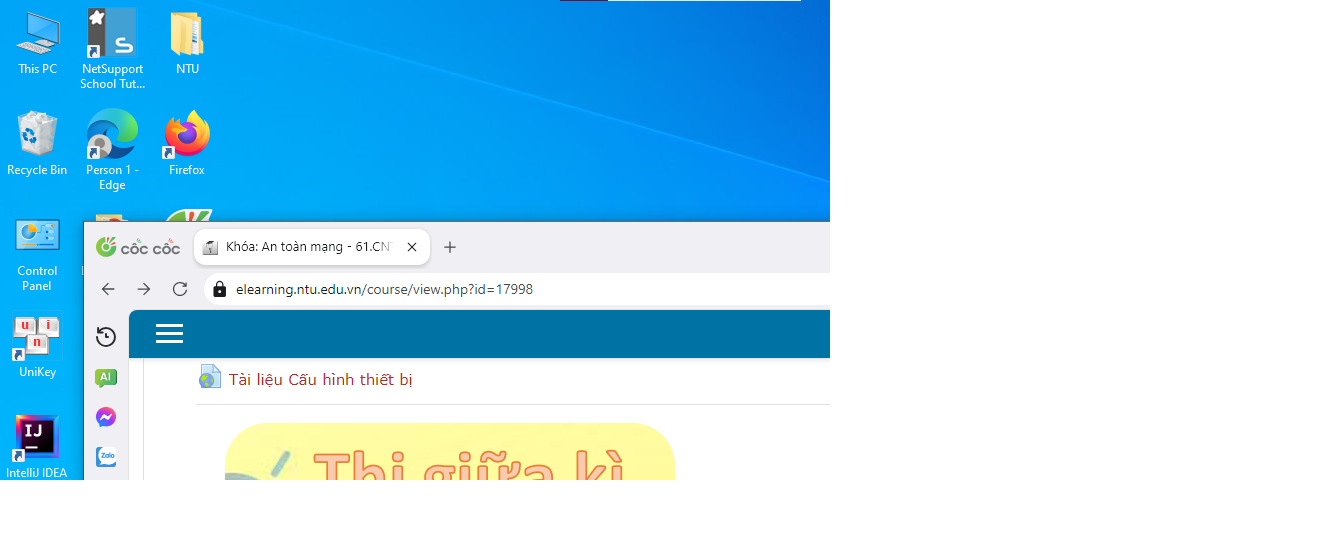 This PC
NetSupport
School Tut...
NTU
Recycle Bin
Person 1 -
Edge
Firefox
Control
Panel
UniKey
IntelliJ IDEA
cốc cốc
Khóa: An toàn mạng - 61.CNT
elearning.ntu.edu.vn/course/view.php?id=17998
AI
Zalo
Tài liệu Cấu hình thiết bị
Thi giữa kì